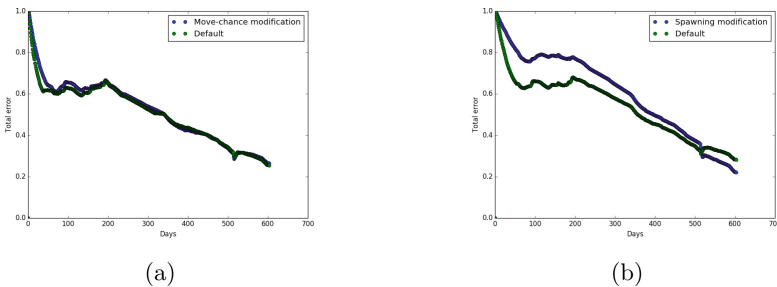 1.0
0.8
0.6
0.4
0.2
0.0
Total error
0 100 200 300 400 500 600 700
Days
Move-chance modification
Default
(a)
1.0
0.8
0.6
0.4
0.2
0.0
Total error
0 100 200 300 400 500 600 700
Days
Spawning modification
Default
(b)